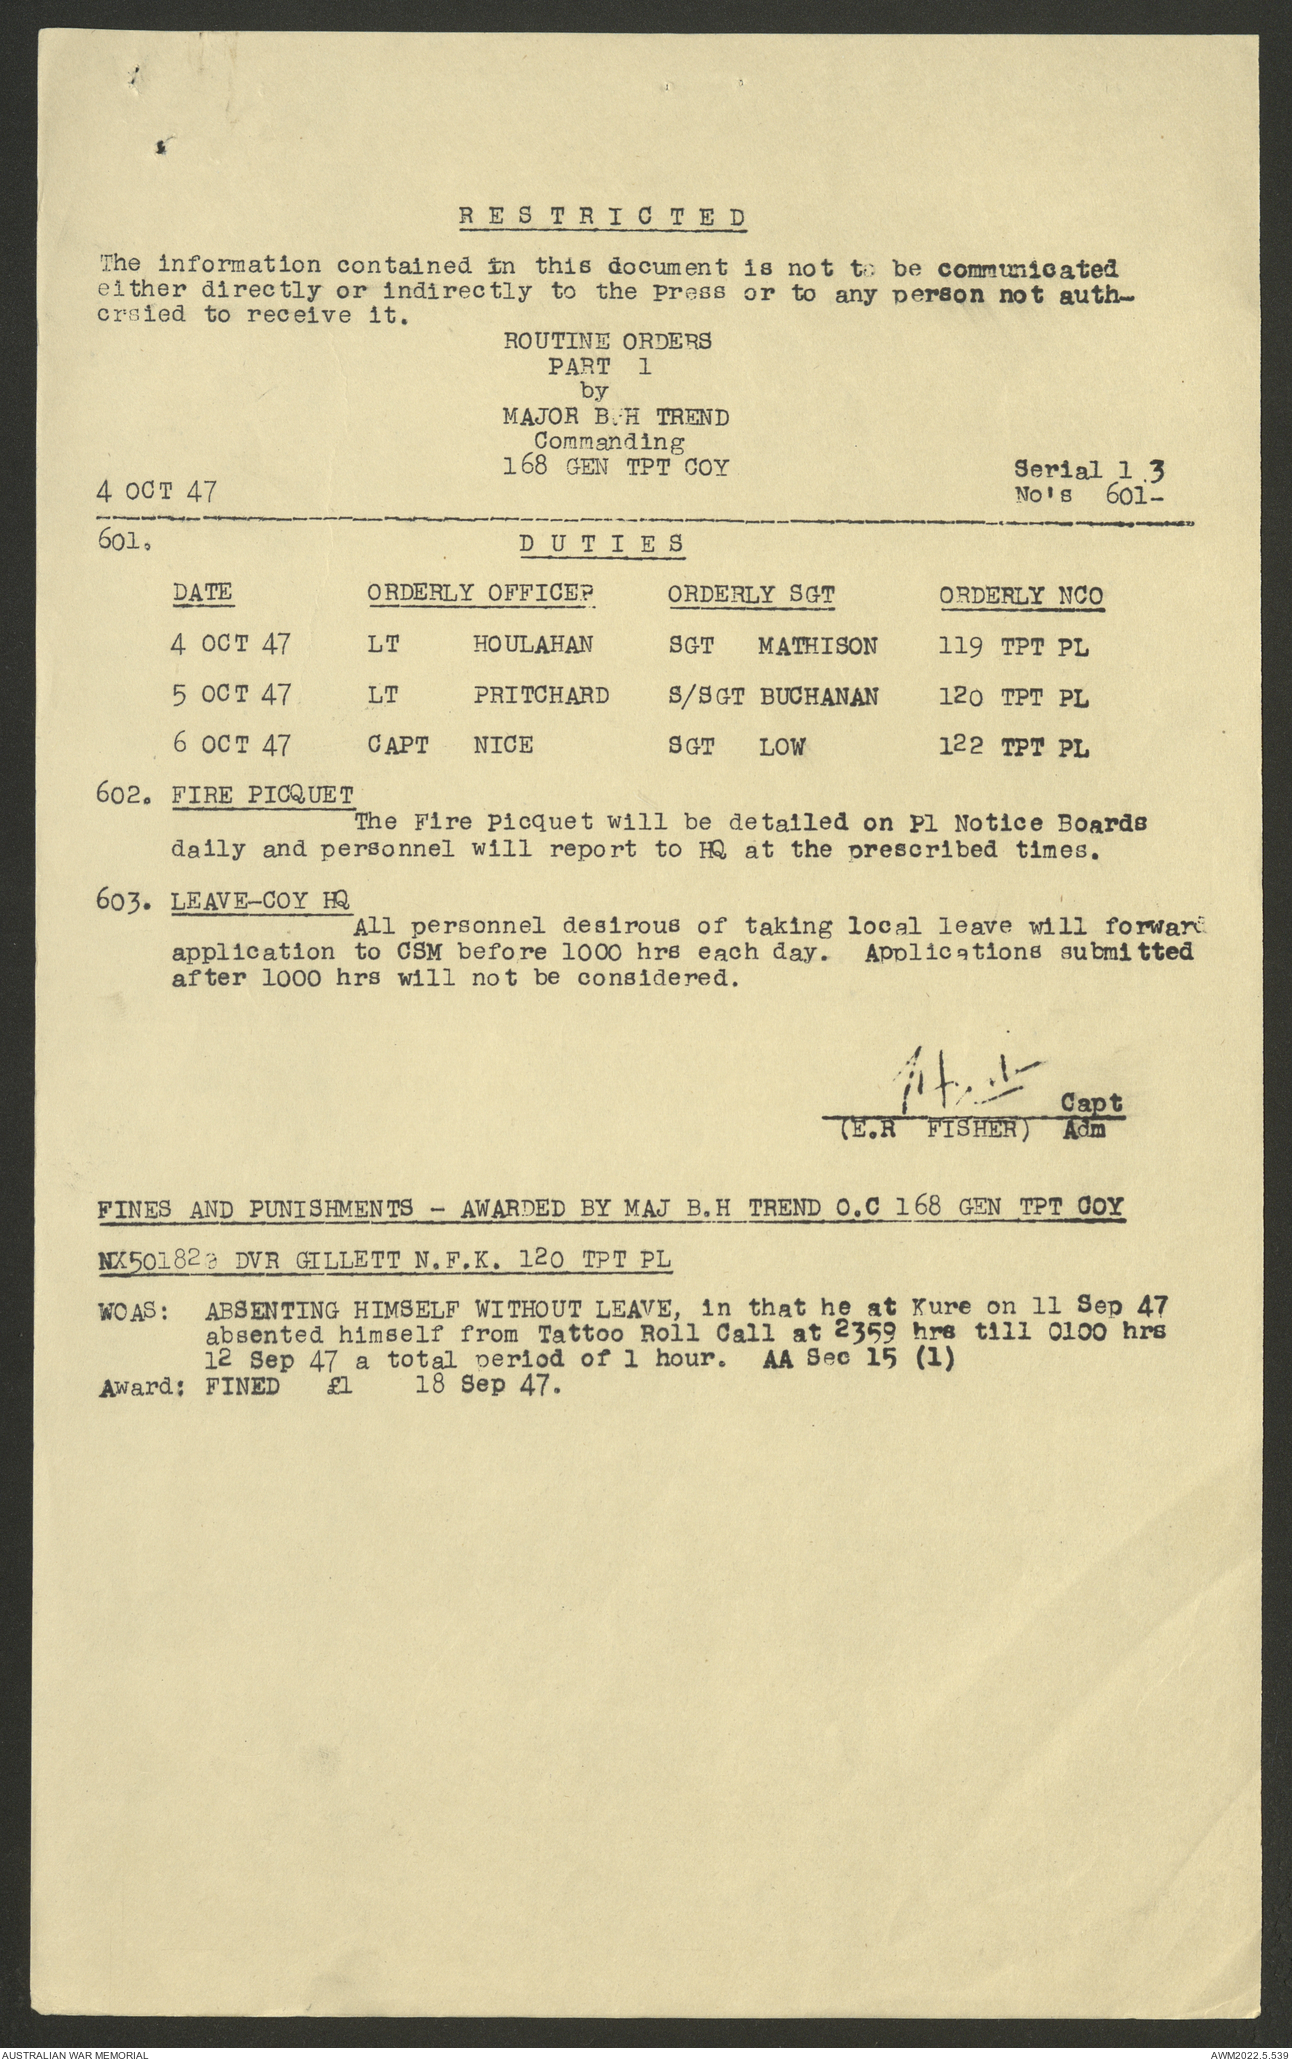 R E S T R I C T E D
The information contained in this document is not to be communicated
either directly or indirectly to the Press or to any person not auth-
orsied to receive it.
ROUTINE ORDERS
PART 1
by
MAJOR B.H TREND
Commanding
168 GEN TPT COY
Serial 1 3
4 OCT 47
No's 601-
601. D U T I E S
DATE ORDERLY OFFICER ORDERLY SGT ORDERLY NCO
4 OCT 47 LT HOULAHAN SGT MATHISON 119 TPT PL
5 OCT 47 LT PRITCHARD S/SGT BUCHANAN 120 TPT PL
6 OCT 47 CAPT NICE SGT LOW 122 TPT PL
602. FIRE PICQUET
The Fire Picquet will be detailed on Pl Notice Boards
daily and personnel will report to HQ at the prescribed times.
603. LEAVE-COY HQ
All personnel desirous of taking local leave will forward
application to CSM before 1000 hrs each day. Applications submitted
after 1000 hrs will not be considered.
Capt
(E.R FISHER) Adm
FINES AND PUNISHMENTS - AWARDED BY MAJ B.H TREND O.C 168 GEN TPT COY
DVR GILLETT N.F.K. 120 TPT PL
WOAS: ABSENTING HIMSELF WITHOUT LEAVE, in that he at Kure on 11 Sep 47
absented himself from Tattoo Roll Call at 2359 hrs till 0100 hrs
12 Sep 47 a total period of 1 hour. AA Sec 15 (1)
Award: FINED £1 18 Sep 47.
AUSTRALIAN WAR MEMORIAL
AWM2022.5.539